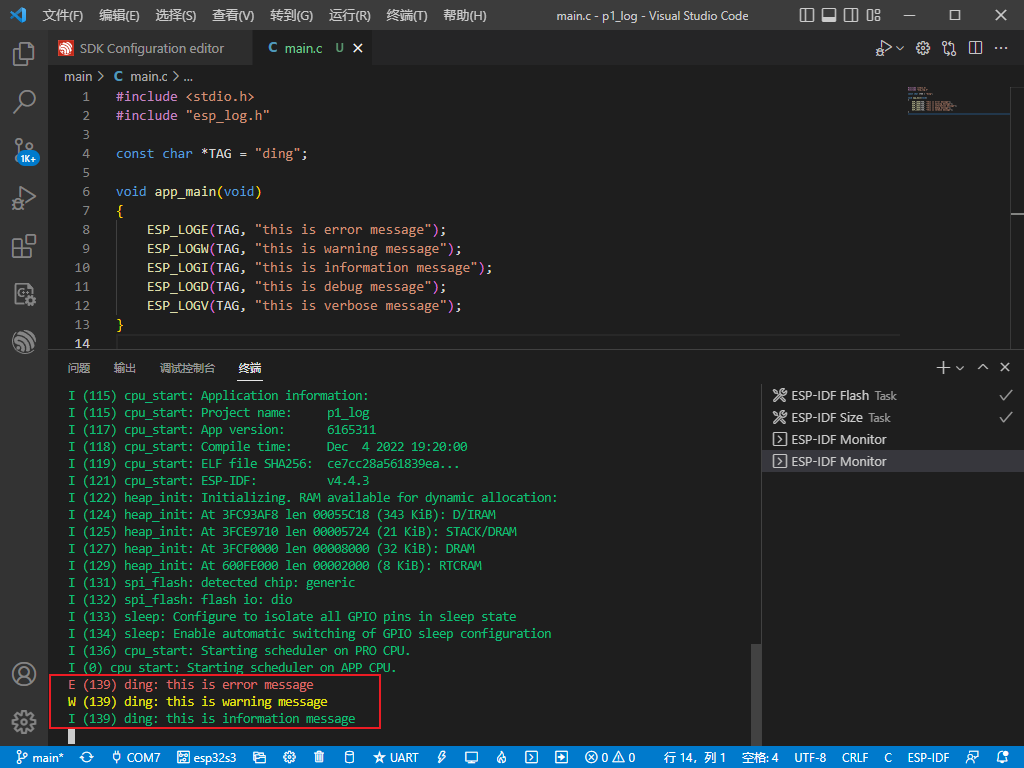 文件(F) 编辑(E) 选择(S) 查看(V) 转到(G) 运行(R) 终端(T) 帮助(H) main.c - p1_log - Visual Studio Code
SDK Configuration editor C main.c U
main > C main.c > ...
1 #include <stdio.h>
2 #include "esp_log.h"
3
4 const char *TAG = "ding";
5
6 void app_main(void)
7 {
8 ESP_LOGE(TAG, "this is error message");
9 ESP_LOGW(TAG, "this is warning message");
10 ESP_LOGI(TAG, "this is information message");
11 ESP_LOGD(TAG, "this is debug message");
12 ESP_LOGV(TAG, "this is verbose message");
13 }
14
1K+
问题 输出 调试控制台 终端
I (115) cpu_start: Application information:
I (115) cpu_start: Project name:     p1_log
I (117) cpu_start: App version:      6165311
I (118) cpu_start: Compile time:     Dec  4 2022 19:20:00
I (119) cpu_start: ELF file SHA256:  ce7cc28a561839ea...
I (121) cpu_start: ESP-IDF:          v4.4.3
I (122) heap_init: Initializing. RAM available for dynamic allocation:
I (124) heap_init: At 3FC93AF8 len 00055C18 (343 KiB): D/IRAM
I (125) heap_init: At 3FCE9710 len 00005724 (21 KiB): STACK/DRAM
I (127) heap_init: At 3FCF0000 len 00008000 (32 KiB): DRAM
I (129) heap_init: At 600FE000 len 00002000 (8 KiB): RTCRAM
I (131) spi_flash: detected chip: generic
I (132) spi_flash: flash io: dio
I (133) sleep: Configure to isolate all GPIO pins in sleep state
I (134) sleep: Enable automatic switching of GPIO sleep configuration
I (136) cpu_start: Starting scheduler on PRO CPU.
I (0) cpu_start: Starting scheduler on APP CPU.
E (139) ding: this is error message
W (139) ding: this is warning message
I (139) ding: this is information message
ESP-IDF Flash Task
ESP-IDF Size Task
ESP-IDF Monitor
ESP-IDF Monitor
main* COM7 esp32s3 UART 0 0 行 14，列 1 空格: 4 UTF-8 CRLF C ESP-IDF